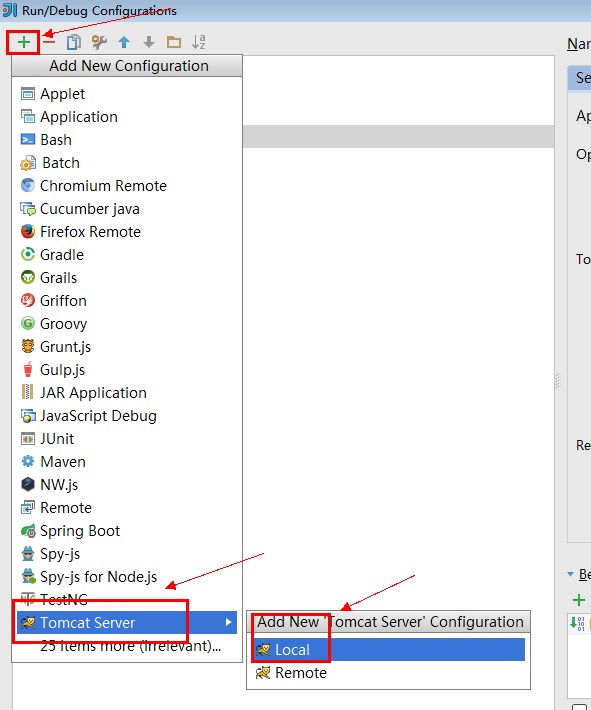 Run/Debug Configurations
Nar
Add New Configuration
Applet
Application
Bash
Batch
Chromium Remote
Cucumber java
Firefox Remote
Gradle
Grails
Griffon
Groovy
Grunt.js
Gulp.js
JAR Application
JavaScript Debug
JUnit
Maven
NW.js
Remote
Spring Boot
Spy-js
Spy-js for Node.js
TestNG
Tomcat Server
25 items more (irrelevant)...
Add New 'Tomcat Server' Configuration
Local
Remote
Se
Ap
Op
To
Re
Be